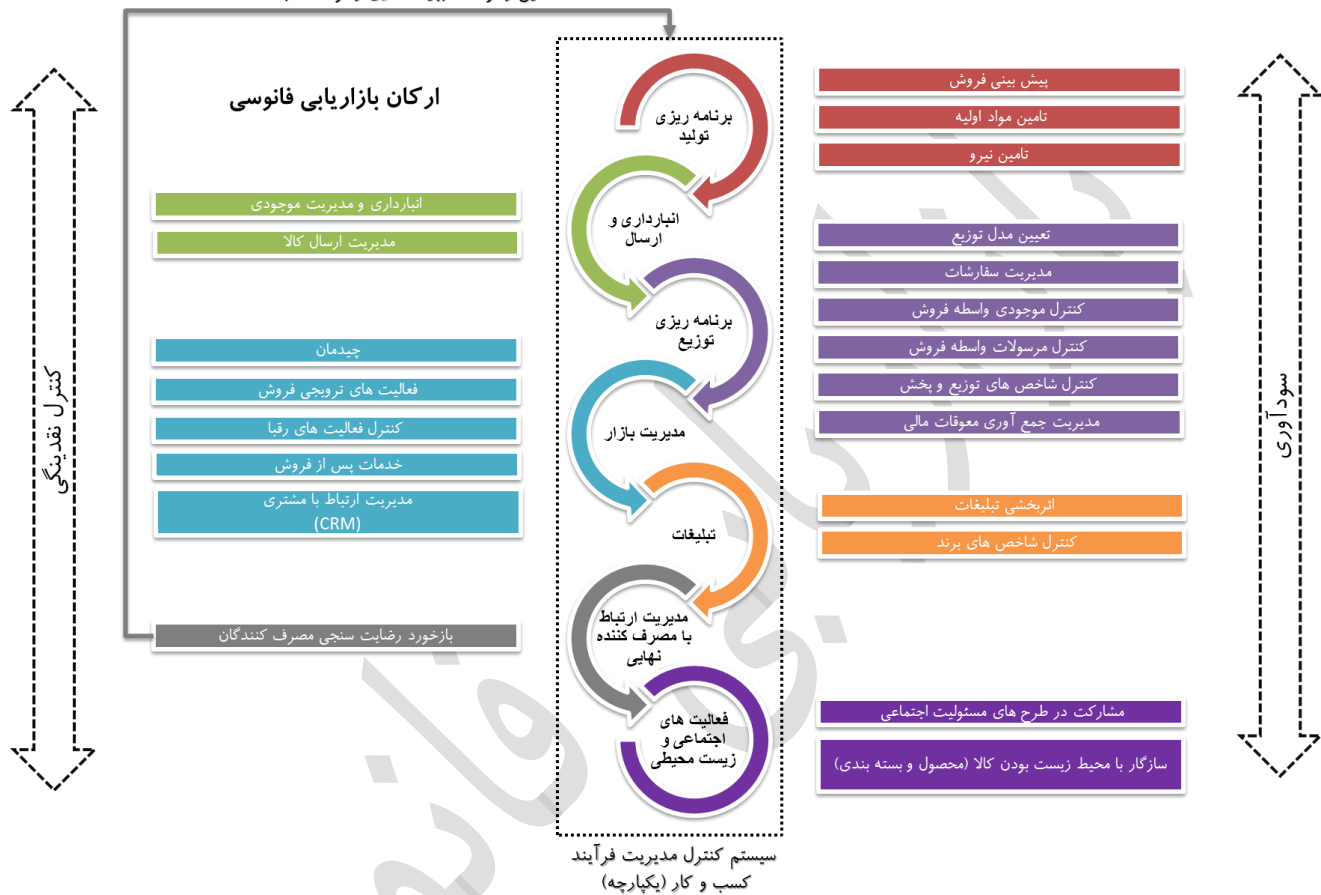 ارکان بازاریابی فانوسی
برنامه ریزی
تولید
پیش بینی فروش
تامین مواد اولیه
تامین نیرو
انبارداری و
ارسال
انبارداری و مدیریت موجودی
مدیریت ارسال کالا
برنامه ریزی
توزیع
تعیین مدل توزیع
مدیریت سفارشات
کنترل موجودی واسطه فروش
کنترل مرسولات واسطه فروش
کنترل شاخص های توزیع و پخش
مدیریت جمع آوری معوقات مالی
مدیریت بازار
چیدمان
فعالیت های ترویجی فروش
کنترل فعالیت های رقبا
خدمات پس از فروش
مدیریت ارتباط با مشتری
(CRM)
تبلیغات
اثربخشی تبلیغات
کنترل شاخص های برند
مدیریت ارتباط
با مصرف کننده
نهایی
بازخورد رضایت سنجی مصرف کنندگان
فعالیت های
اجتماعی و
زیست محیطی
مشارکت در طرح های مسئولیت اجتماعی
سازگار با محیط زیست بودن کالا (محصول و بسته بندی)
سود آوری
کنترل نقدینگی
سیستم کنترل مدیریت فرآیند
کسب و کار (یکپارچه)